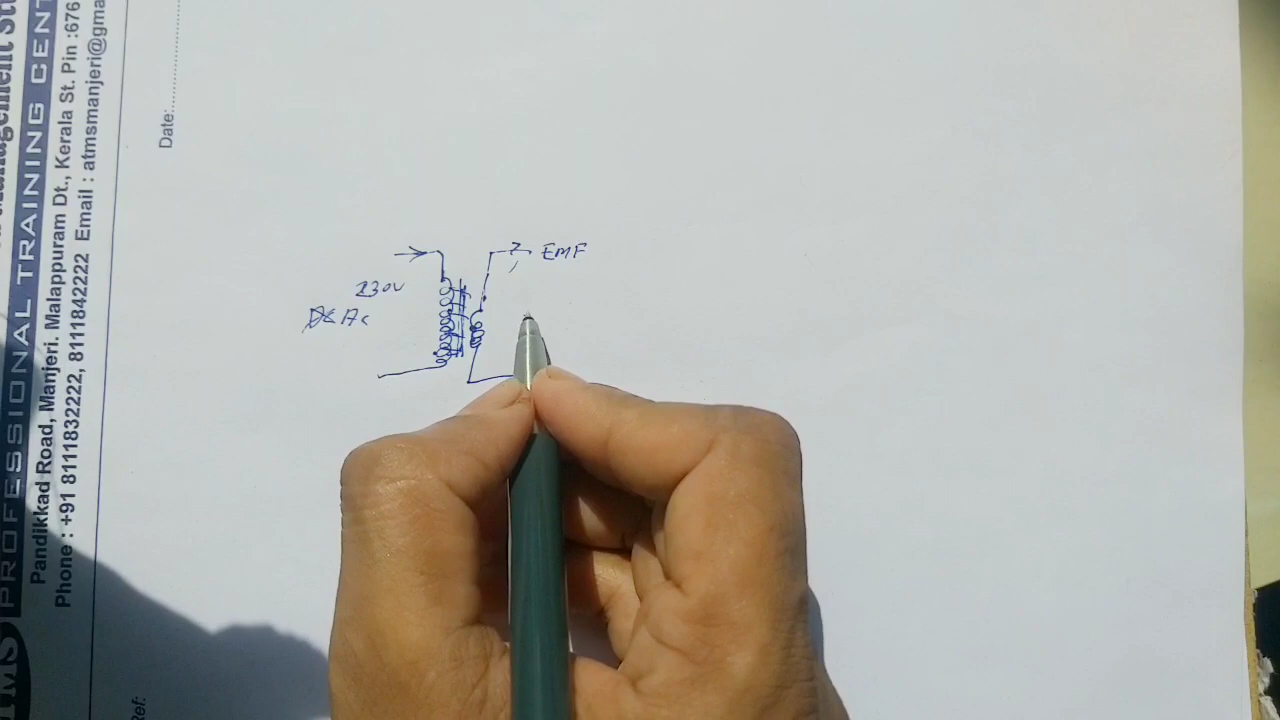 PROFESSIONAL TRAINING CENT
Pandikkad Road, Manjeri. Malappuram Dt., Kerala St. Pin :676
Phone : +91 8111832222, 8111842222 Email : atmsmanjeri@gma
Date:
EMF
230V
Ac
Ref: